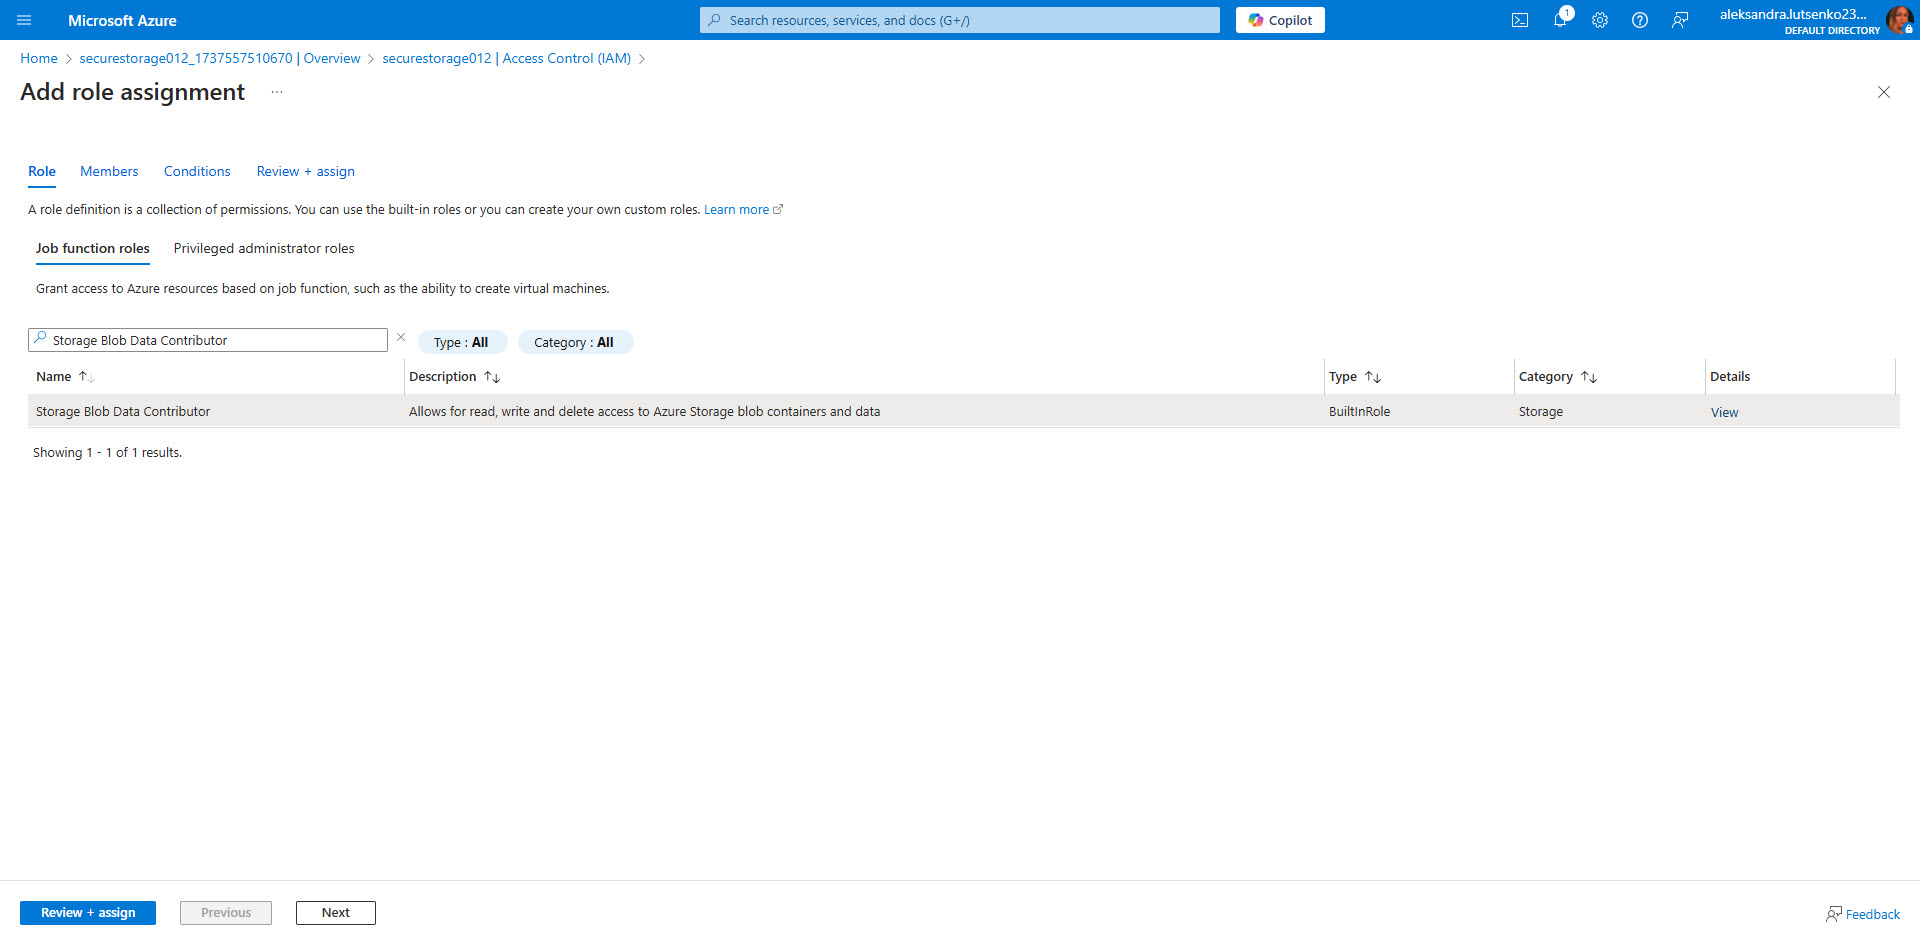 Microsoft Azure
Search resources, services, and docs (G+/)
Copilot
1
aleksandra.lutsenko23...
DEFAULT DIRECTORY
Home > securestorage012_1737557510670 | Overview > securestorage012 | Access Control (IAM) >
Add role assignment ...
Role Members Conditions Review + assign
A role definition is a collection of permissions. You can use the built-in roles or you can create your own custom roles. Learn more
Job function roles Privileged administrator roles
Grant access to Azure resources based on job function, such as the ability to create virtual machines.
Storage Blob Data Contributor
Type : All Category : All
Name ↑↓ Description ↑↓ Type ↑↓ Category ↑↓ Details
Storage Blob Data Contributor Allows for read, write and delete access to Azure Storage blob containers and data BuiltInRole Storage View
Showing 1 - 1 of 1 results.
Review + assign Previous Next Feedback